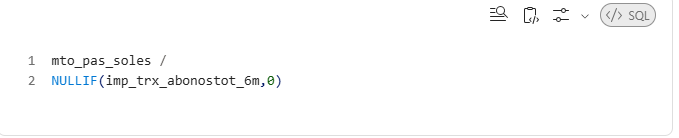 </> SQL
1 mto_pas_soles /
2 NULLIF(imp_trx_abonostot_6m,0)